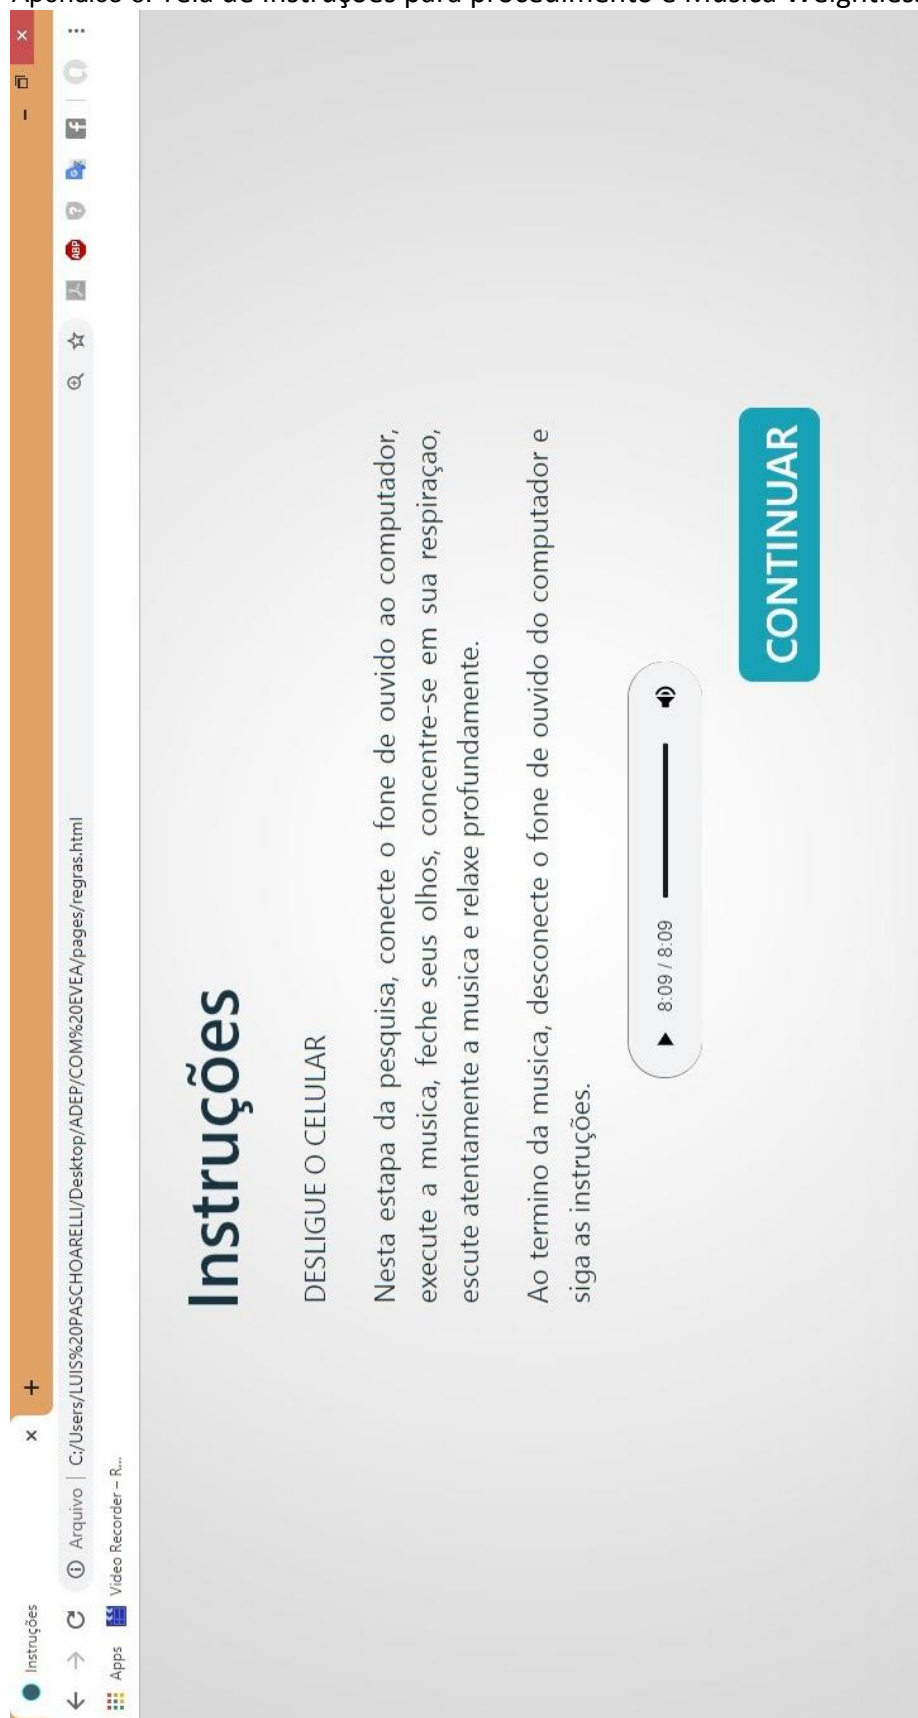 Tela de Instruções para procedimento e Música
Instruções
Arquivo | C:/Users/LUIS%20PASCHOARELLI/Desktop/ADEP/COM%20EVEA/pages/regras.html
ABP
Apps Video Recorder – R...
Instruções
DESLIGUE O CELULAR
Nesta estapa da pesquisa, conecte o fone de ouvido ao computador,
execute a musica, feche seus olhos, concentre-se em sua respiraçao,
escute atentamente a musica e relaxe profundamente.
Ao termino da musica, desconecte o fone de ouvido do computador e
siga as instruções.
8:09 / 8:09
CONTINUAR